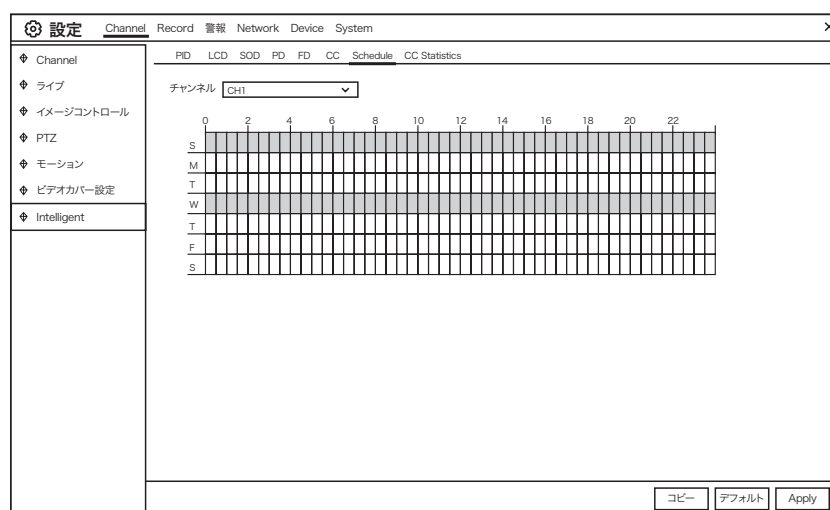 設定 Channel Record 警報 Network Device System ×
Channel
ライブ
イメージコントロール
PTZ
モーション
ビデオカバー設定
Intelligent
PID LCD SOD PD FD CC Schedule CC Statistics
チャンネル CH1
0 2 4 6 8 10 12 14 16 18 20 22
S
M
T
W
T
F
S
コピー デフォルト Apply